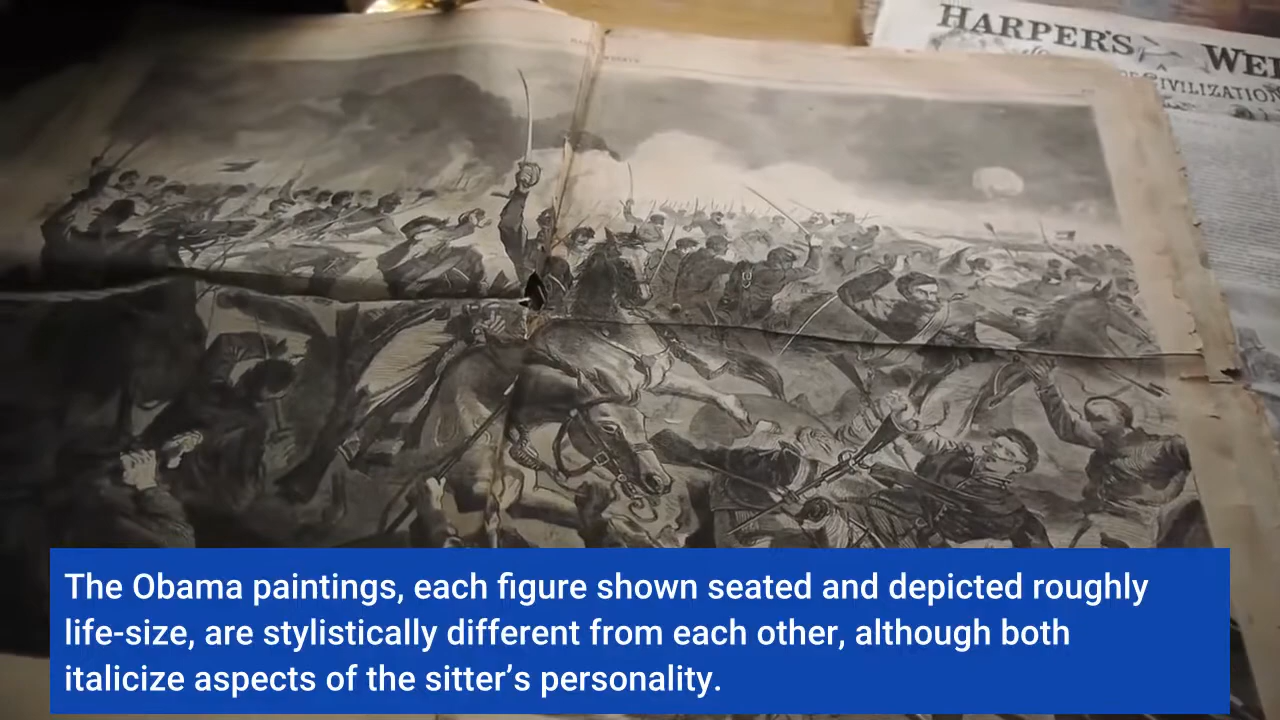 HARPER'S WE
CIVILIZATION
The Obama paintings, each figure shown seated and depicted roughly
life-size, are stylistically different from each other, although both
italicize aspects of the sitter’s personality.